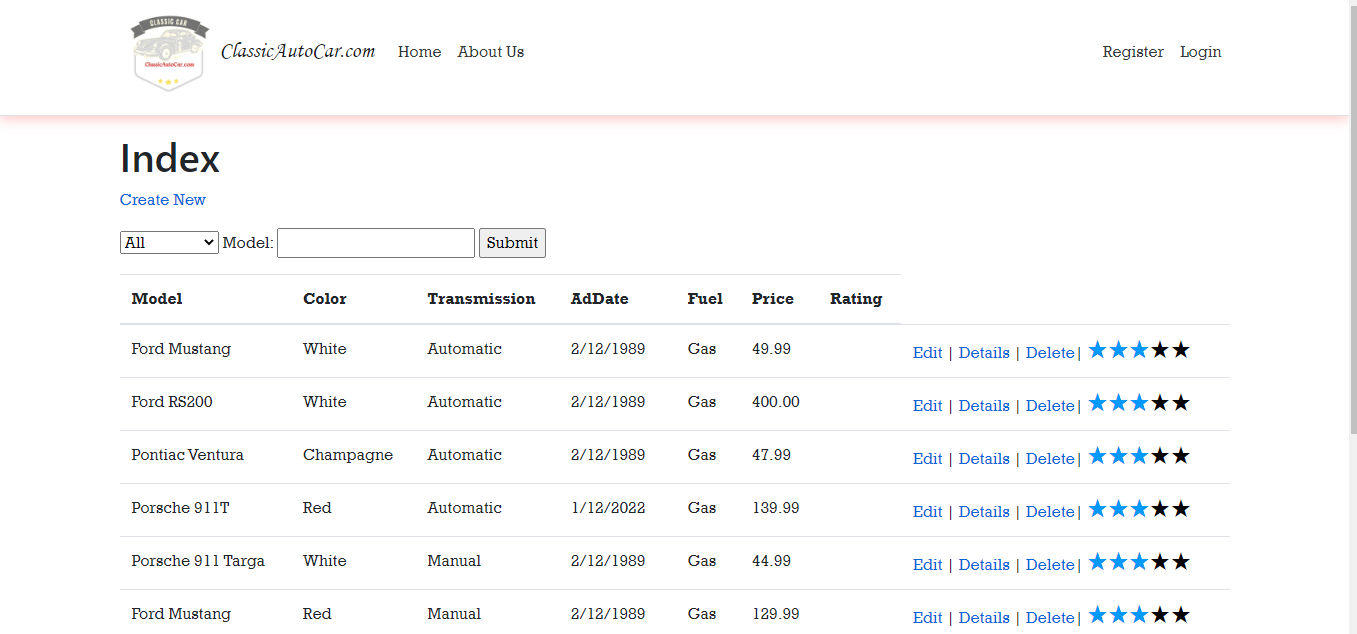 CLASSIC CAR
ClassicAutoCar.com
ClassicAutoCar.com Home About Us Register Login
Index
Create New
All Model: Submit
Model Color Transmission AdDate Fuel Price Rating
Ford Mustang White Automatic 2/12/1989 Gas 49.99 Edit | Details | Delete| ★★★★★
Ford RS200 White Automatic 2/12/1989 Gas 400.00 Edit | Details | Delete| ★★★★★
Pontiac Ventura Champagne Automatic 2/12/1989 Gas 47.99 Edit | Details | Delete| ★★★★★
Porsche 911T Red Automatic 1/12/2022 Gas 139.99 Edit | Details | Delete| ★★★★★
Porsche 911 Targa White Manual 2/12/1989 Gas 44.99 Edit | Details | Delete| ★★★★★
Ford Mustang Red Manual 2/12/1989 Gas 129.99 Edit | Details | Delete| ★★★★★